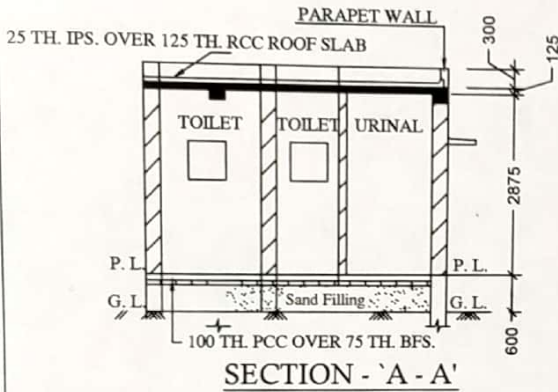 PARAPET WALL
25 TH. IPS. OVER 125 TH. RCC ROOF SLAB
300
125
TOILET
TOILET
URINAL
2875
P. L.
P. L.
G. L.
Sand Filling
G. L.
600
100 TH. PCC OVER 75 TH. BFS.
SECTION - `A - A'